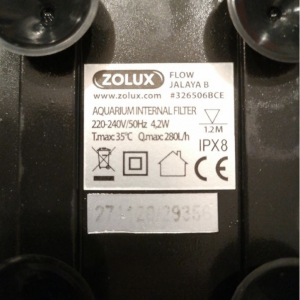 ZOLUX
FLOW
JALAYA B
www.zolux.com #326506BCE
AQUARIUM INTERNAL FILTER
220-240V/50Hz 4,2W
T.max: 35°C Q.max: 280L/h
1.2M
IPX8
CE